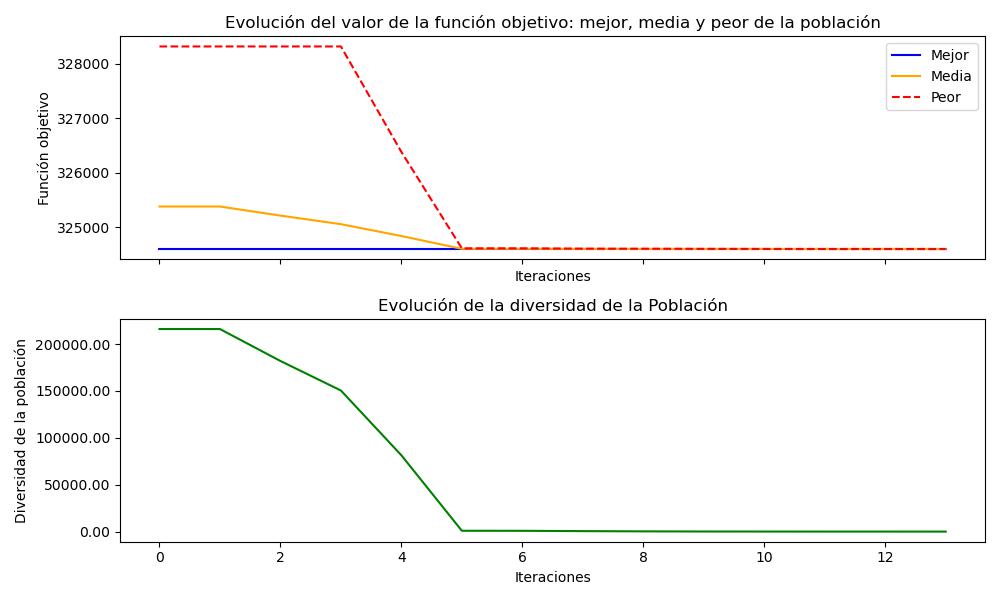 Evolución del valor de la función objetivo: mejor, media y peor de la población
Función objetivo
328000
327000
326000
325000
Mejor
Media
Peor
Iteraciones
Evolución de la diversidad de la Población
Diversidad de la población
200000.00
150000.00
100000.00
50000.00
0.00
0 2 4 6 8 10 12
Iteraciones